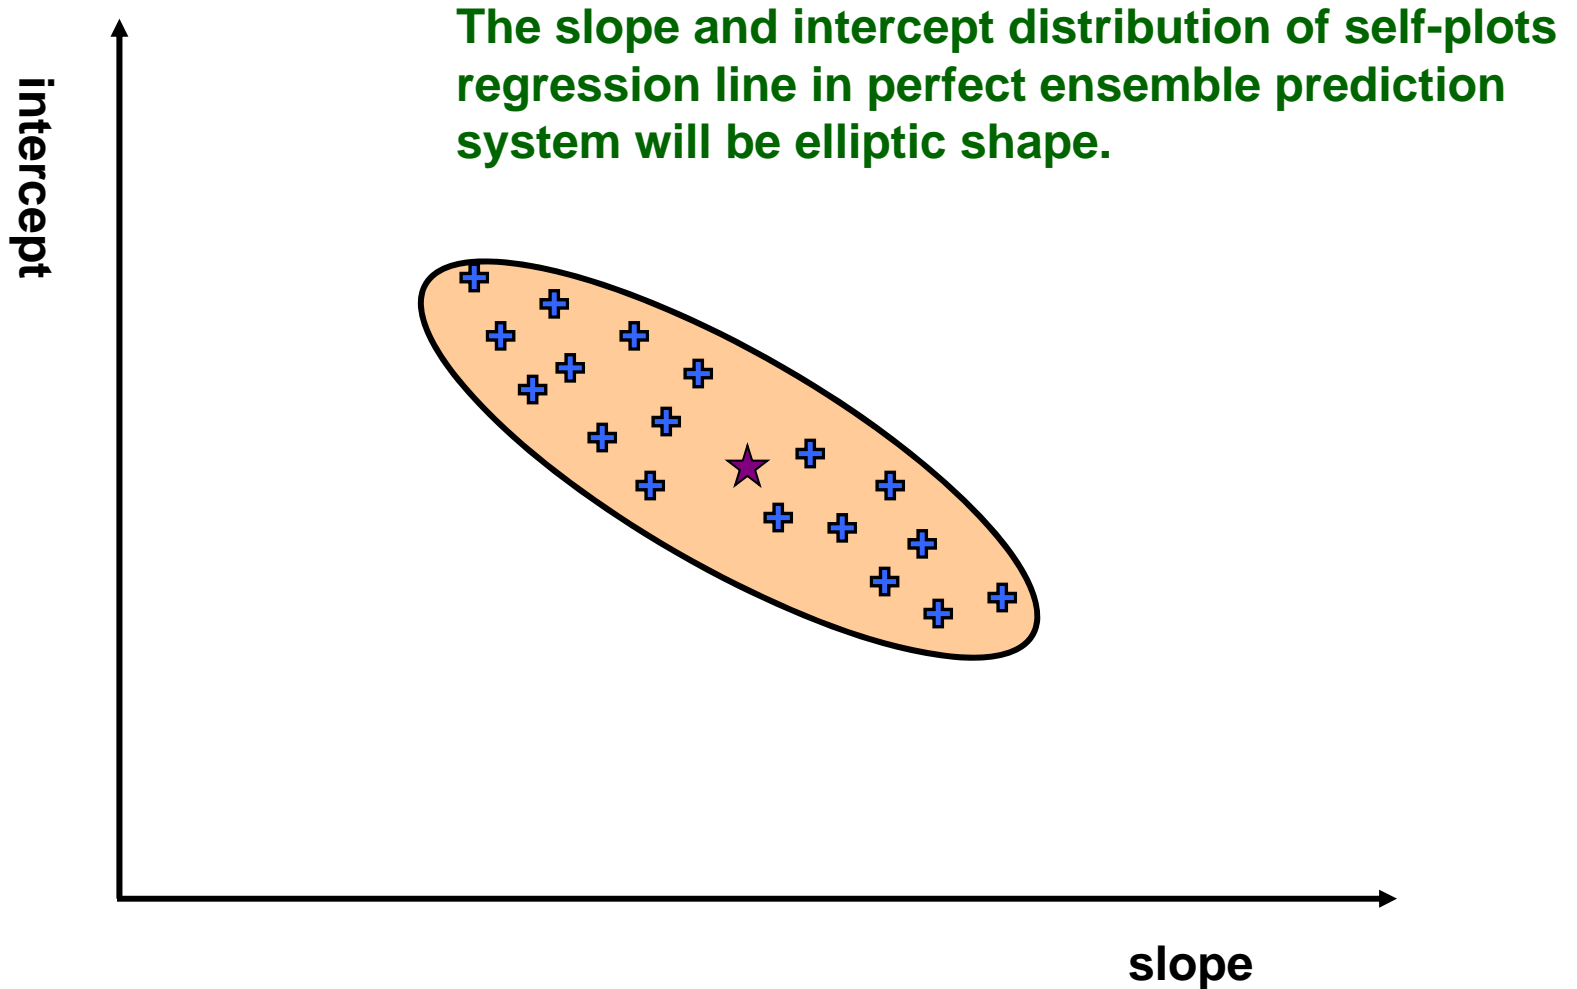 The slope and intercept distribution of self-plots
regression line in perfect ensemble prediction
system will be elliptic shape.
intercept
slope